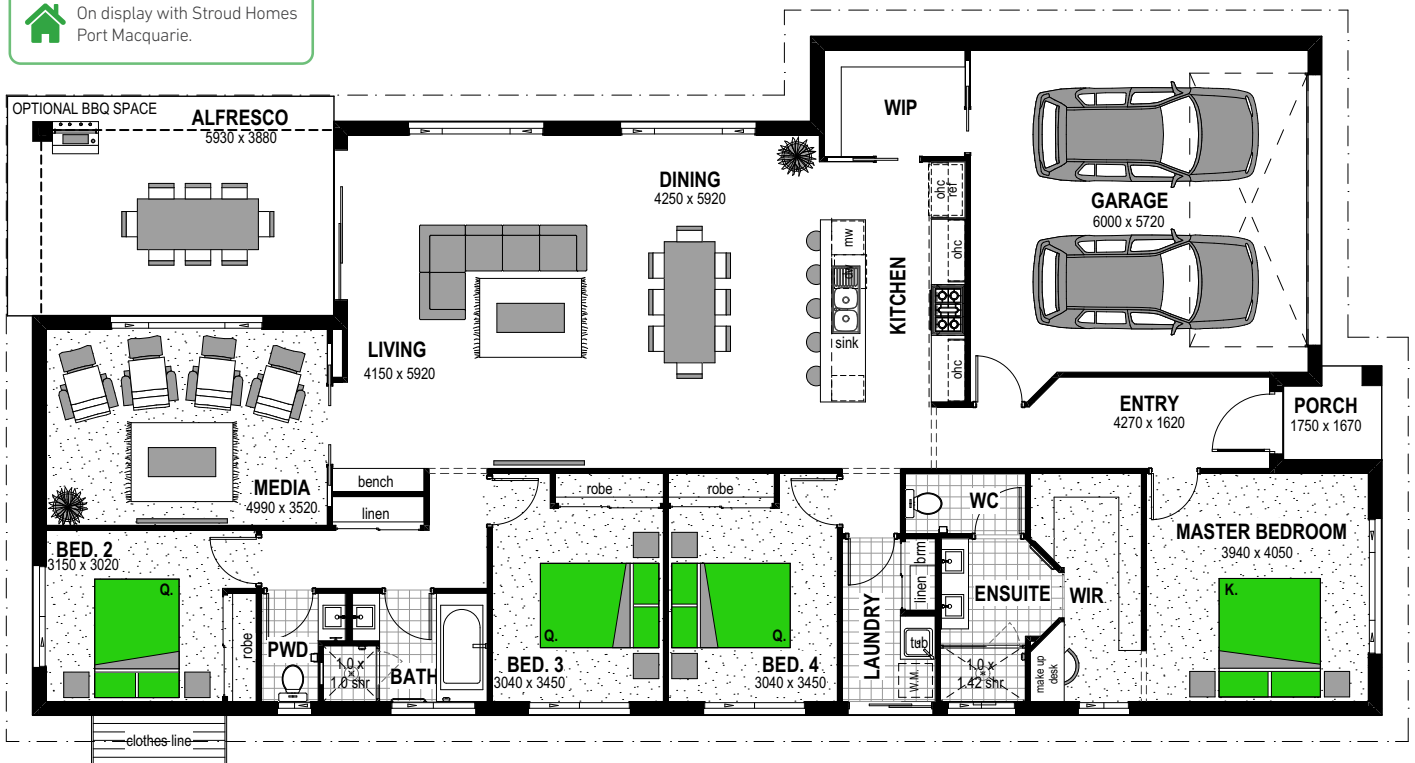 On display with Stroud Homes
Port Macquarie.
OPTIONAL BBQ SPACE
ALFRESCO
5930 x 3880
WIP
DINING
4250 x 5920
ohc
ref
GARAGE
6000 x 5720
mw
dw
ohc
KITCHEN
sink
ohc
LIVING
4150 x 5920
ENTRY
4270 x 1620
PORCH
1750 x 1670
MEDIA
4990 x 3520
bench
linen
robe
robe
WC
MASTER BEDROOM
3940 x 4050
BED. 2
3150 x 3020
Q.
robe
PWD
1.0 x
1.0 shr
BATH
Q.
BED. 3
3040 x 3450
Q.
BED. 4
3040 x 3450
LAUNDRY
brm
linen
tub
W.M.
ENSUITE
1.0 x
1.42 shr
WIR
make up
desk
K.
clothes line